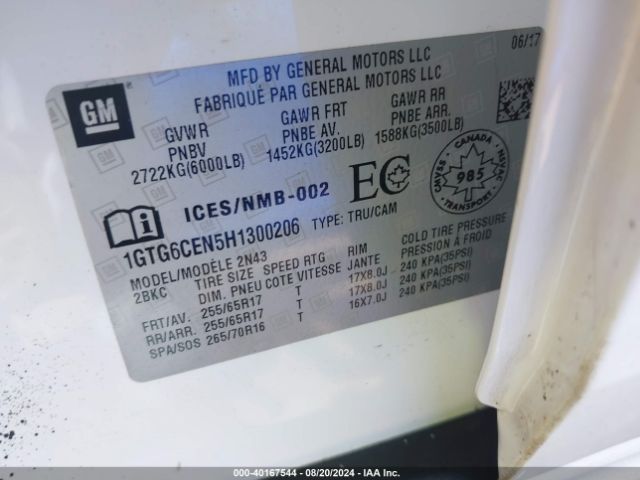 MFD BY GENERAL MOTORS LLC 06/17
FABRIQUÉ PAR GENERAL MOTORS LLC
GM
GVWR GAWR FRT GAWR RR
PNBV PNBE AV. PNBE ARR.
2722KG(6000LB) 1452KG(3200LB) 1588KG(3500LB)
ICES/NMB-002 EC
CANADA
CMVSS 985 NSVAC
TRANSPORT
1GTG6CEN5H1300206 TYPE: TRU/CAM
MODEL/MODÈLE 2N43
2BKC TIRE SIZE SPEED RTG RIM COLD TIRE PRESSURE
DIM. PNEU COTE VITESSE JANTE PRESSION À FROID
FRT/AV. 255/65R17 T 17X8.0J 240 KPA(35PSI)
RR/ARR. 255/65R17 T 17X8.0J 240 KPA(35PSI)
SPA/SOS 265/70R16 T 16X7.0J 240 KPA(35PSI)
000-40167544 | 08/20/2024 | IAA Inc.